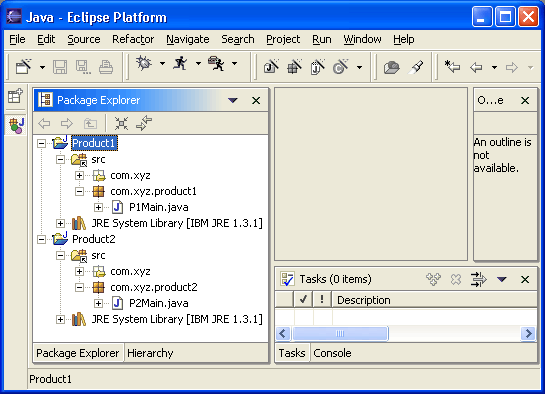 Java - Eclipse Platform
File Edit Source Refactor Navigate Search Project Run Window Help
Package Explorer
Product1
src
com.xyz
com.xyz.product1
P1Main.java
JRE System Library [IBM JRE 1.3.1]
Product2
src
com.xyz
com.xyz.product2
P2Main.java
JRE System Library [IBM JRE 1.3.1]
Package Explorer Hierarchy
O...e
An outline is
not
available.
Tasks (0 items)
! Description
Tasks Console
Product1